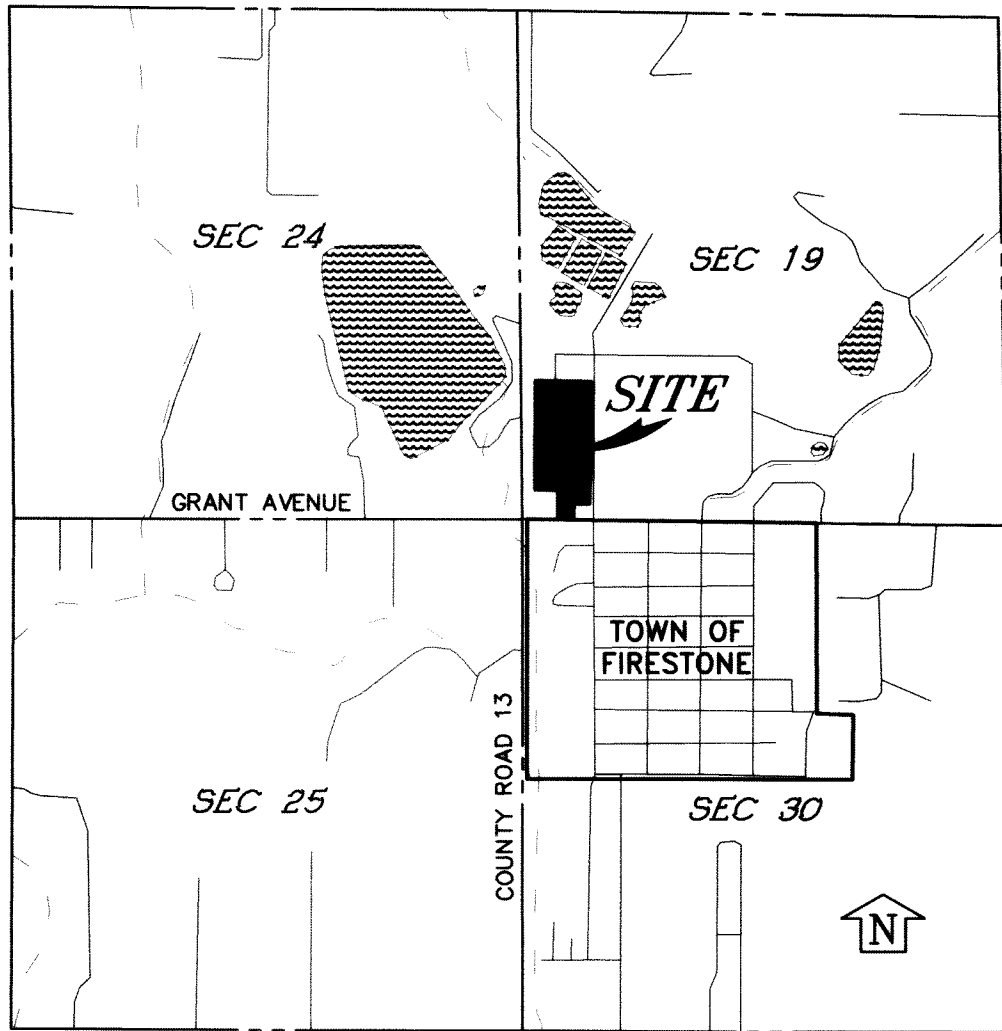 SEC 24
SEC 19
SITE
GRANT AVENUE
TOWN OF
FIRESTONE
COUNTY ROAD 13
SEC 25
SEC 30
N